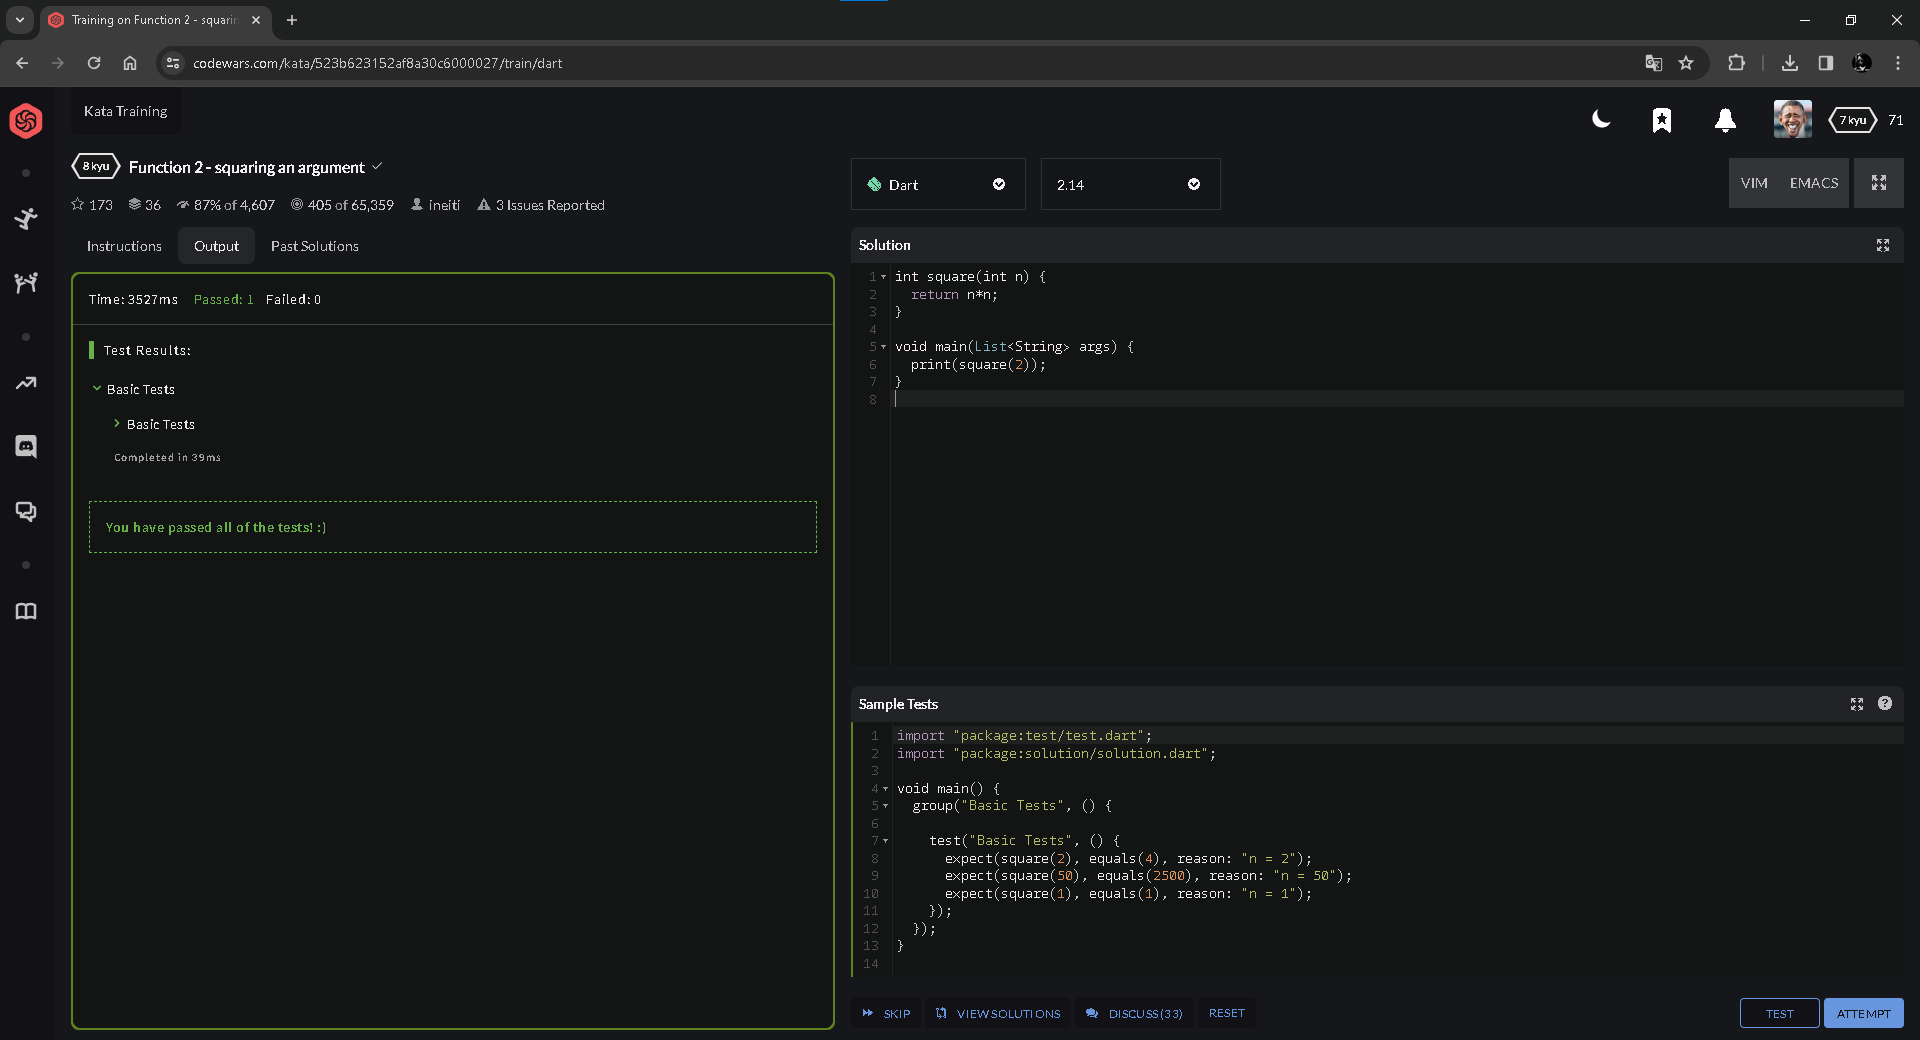 Training on Function 2 - squarin
codewars.com/kata/523b623152af8a30c6000027/train/dart
Kata Training
7 kyu 71
8 kyu Function 2 - squaring an argument
173 36 87% of 4,607 405 of 65,359 ineiti 3 Issues Reported
Instructions Output Past Solutions
Time: 3527ms Passed: 1 Failed: 0
Test Results:
Basic Tests
Basic Tests
Completed in 39ms
You have passed all of the tests! :)
Dart 2.14 VIM EMACS
Solution
1 int square(int n) {
2 return n*n;
3 }
4
5 void main(List<String> args) {
6 print(square(2));
7 }
8
Sample Tests
1 import "package:test/test.dart";
2 import "package:solution/solution.dart";
3
4 void main() {
5 group("Basic Tests", () {
6
7 test("Basic Tests", () {
8 expect(square(2), equals(4), reason: "n = 2");
9 expect(square(50), equals(2500), reason: "n = 50");
10 expect(square(1), equals(1), reason: "n = 1");
11 });
12 });
13 }
14
SKIP VIEW SOLUTIONS DISCUSS (33) RESET TEST ATTEMPT